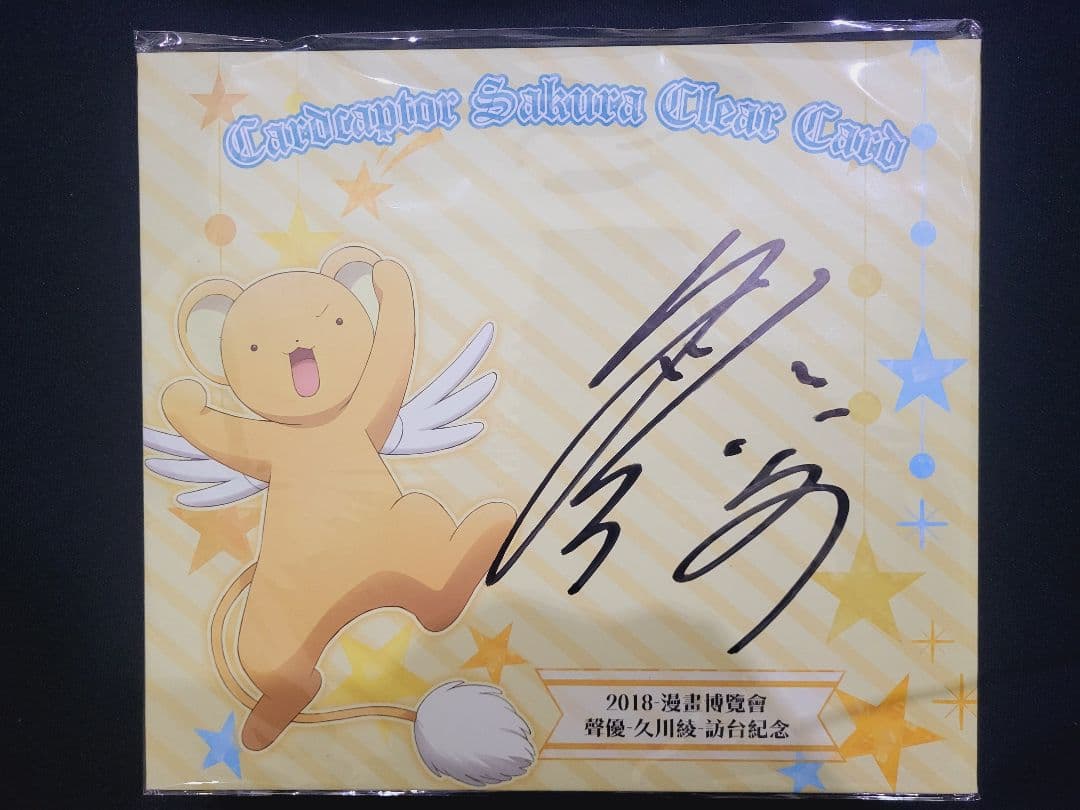 Cardcaptor Sakura Clear Card
2018-漫畫博覽會
聲優-久川綾-訪台紀念